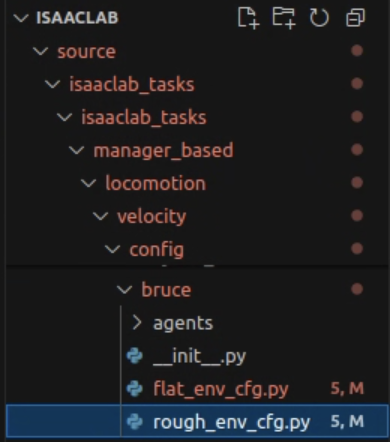 ISAACLAB
source
isaaclab_tasks
isaaclab_tasks
manager_based
locomotion
velocity
config
bruce
agents
__init__.py
flat_env_cfg.py 5, M
rough_env_cfg.py 5, M